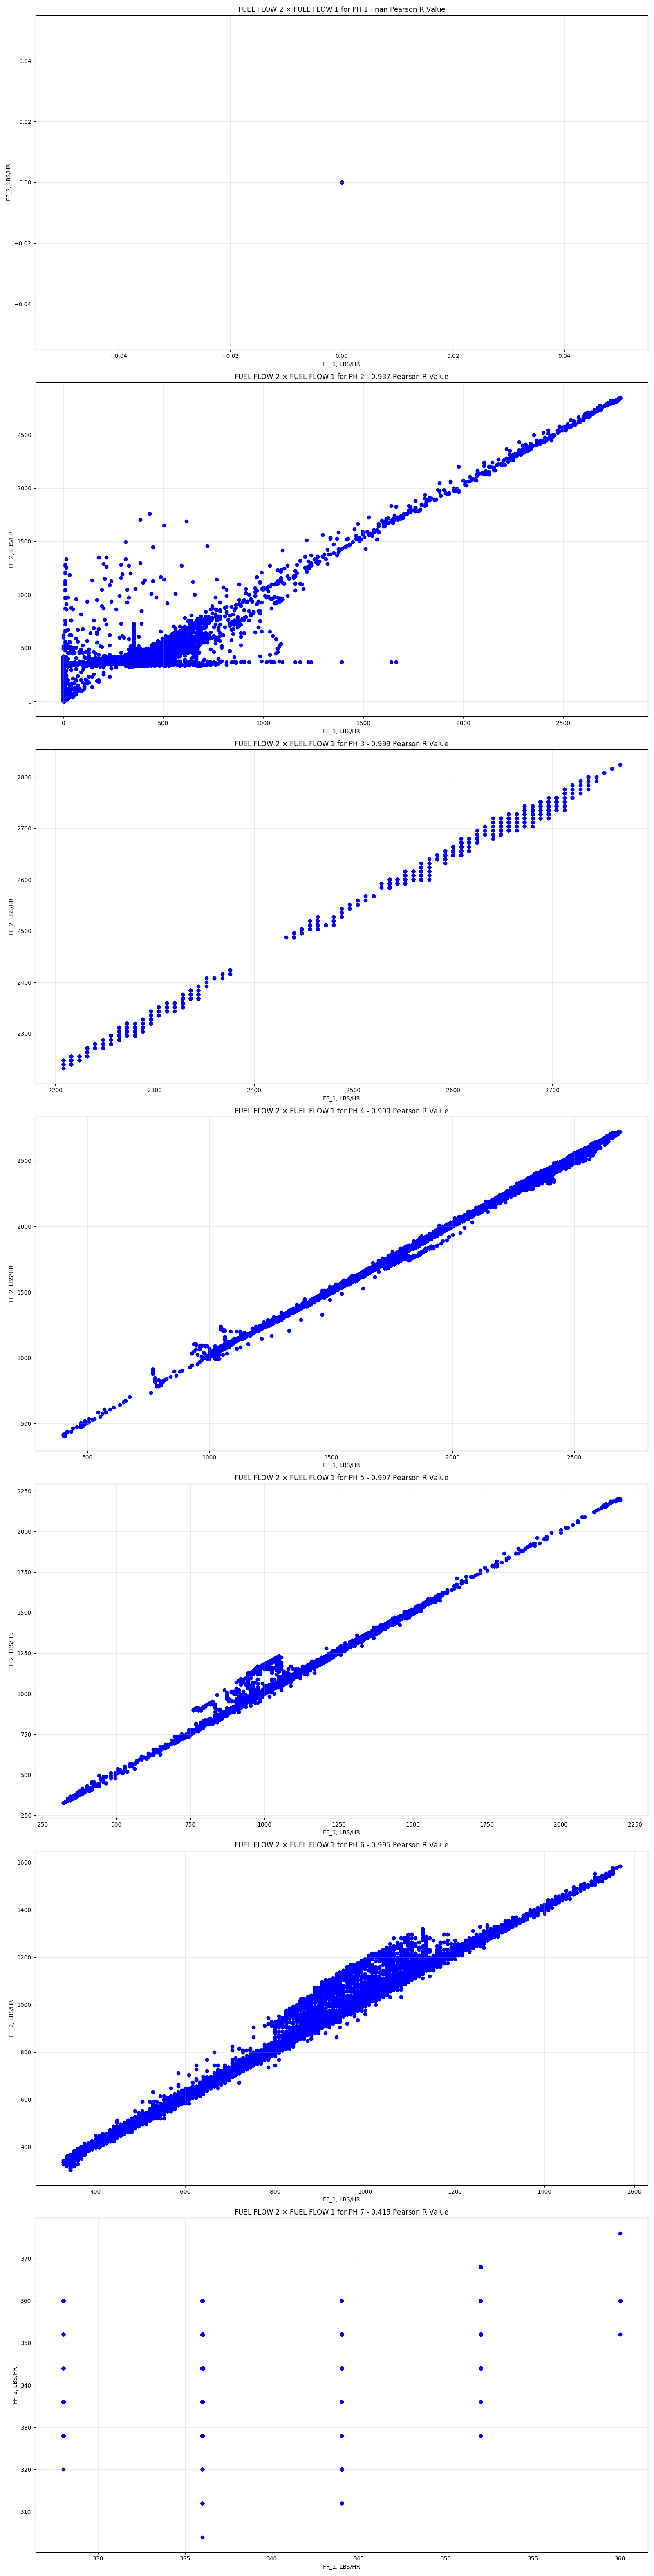 FUEL FLOW 2 × FUEL FLOW 1 for PH 1 - nan Pearson R Value
0.04
0.02
0.00
−0.02
−0.04
FF_2, LBS/HR
−0.04 −0.02 0.00 0.02 0.04
FF_1, LBS/HR
FUEL FLOW 2 × FUEL FLOW 1 for PH 2 - 0.937 Pearson R Value
2500
2000
1500
1000
500
0
FF_2, LBS/HR
0 500 1000 1500 2000 2500
FF_1, LBS/HR
FUEL FLOW 2 × FUEL FLOW 1 for PH 3 - 0.999 Pearson R Value
2800
2700
2600
2500
2400
2300
FF_2, LBS/HR
2200 2300 2400 2500 2600 2700
FF_1, LBS/HR
FUEL FLOW 2 × FUEL FLOW 1 for PH 4 - 0.999 Pearson R Value
2500
2000
1500
1000
500
FF_2, LBS/HR
500 1000 1500 2000 2500
FF_1, LBS/HR
FUEL FLOW 2 × FUEL FLOW 1 for PH 5 - 0.997 Pearson R Value
2250
2000
1750
1500
1250
1000
750
500
250
FF_2, LBS/HR
250 500 750 1000 1250 1500 1750 2000 2250
FF_1, LBS/HR
FUEL FLOW 2 × FUEL FLOW 1 for PH 6 - 0.995 Pearson R Value
1600
1400
1200
1000
800
600
400
FF_2, LBS/HR
400 600 800 1000 1200 1400 1600
FF_1, LBS/HR
FUEL FLOW 2 × FUEL FLOW 1 for PH 7 - 0.415 Pearson R Value
370
360
350
340
330
320
310
FF_2, LBS/HR
330 335 340 345 350 355 360
FF_1, LBS/HR